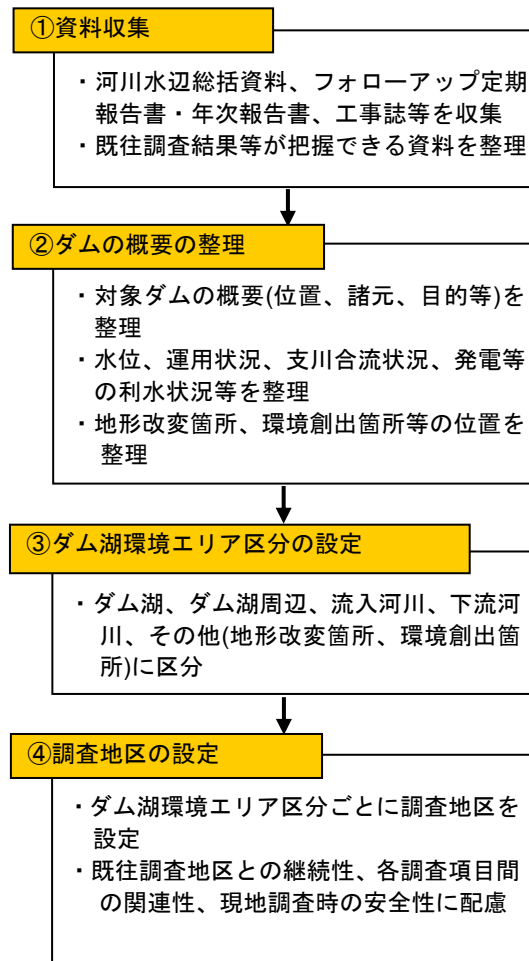 ①資料収集
・河川水辺総括資料、フォローアップ定期
報告書・年次報告書、工事誌等を収集
・既往調査結果等が把握できる資料を整理
②ダムの概要の整理
・対象ダムの概要(位置、諸元、目的等)を
整理
・水位、運用状況、支川合流状況、発電等
の利水状況等を整理
・地形改変箇所、環境創出箇所等の位置を
整理
③ダム湖環境エリア区分の設定
・ダム湖、ダム湖周辺、流入河川、下流河
川、その他(地形改変箇所、環境創出箇
所)に区分
④調査地区の設定
・ダム湖環境エリア区分ごとに調査地区を
設定
・既往調査地区との継続性、各調査項目間
の関連性、現地調査時の安全性に配慮